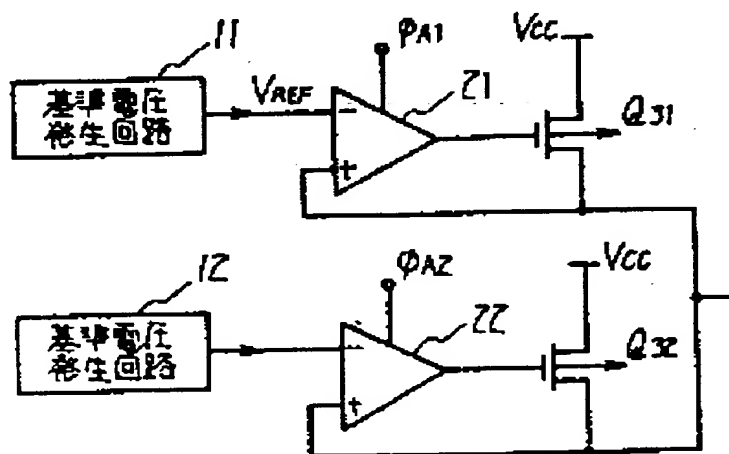 11
基準電圧
発生回路
VREF
φA1
21
VCC
Q31
-
+
12
基準電圧
発生回路
φA2
22
VCC
Q32
-
+